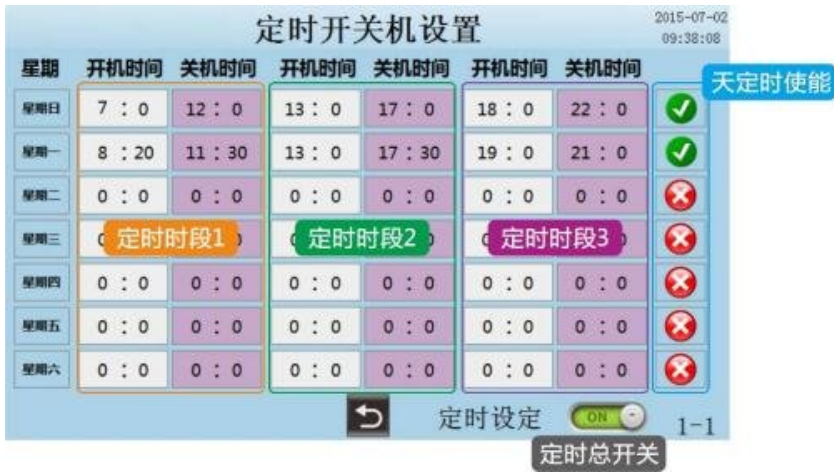 定时开关机设置
2015-07-02
09:38:08
星期 开机时间 关机时间 开机时间 关机时间 开机时间 关机时间
天定时使能
星期日 7 : 0 12 : 0 13 : 0 17 : 0 18 : 0 22 : 0
星期一 8 : 20 11 : 30 13 : 0 17 : 30 19 : 0 21 : 0
星期二 0 : 0 0 : 0 0 : 0 0 : 0 0 : 0 0 : 0
星期三 定时时段1 定时时段2 定时时段3
星期四 0 : 0 0 : 0 0 : 0 0 : 0 0 : 0 0 : 0
星期五 0 : 0 0 : 0 0 : 0 0 : 0 0 : 0 0 : 0
星期六 0 : 0 0 : 0 0 : 0 0 : 0 0 : 0 0 : 0
定时设定 ON 1-1
定时总开关